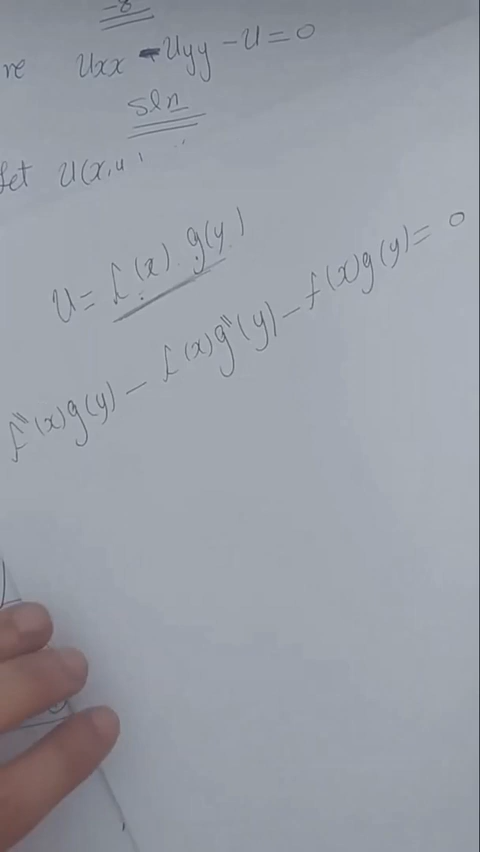 -8
re Uxx - Uyy - U = 0
Sln
Let U(x,y
U = f(x). g(y)
f"(x)g(y) - f(x)g"(y) - f(x)g(y) = 0